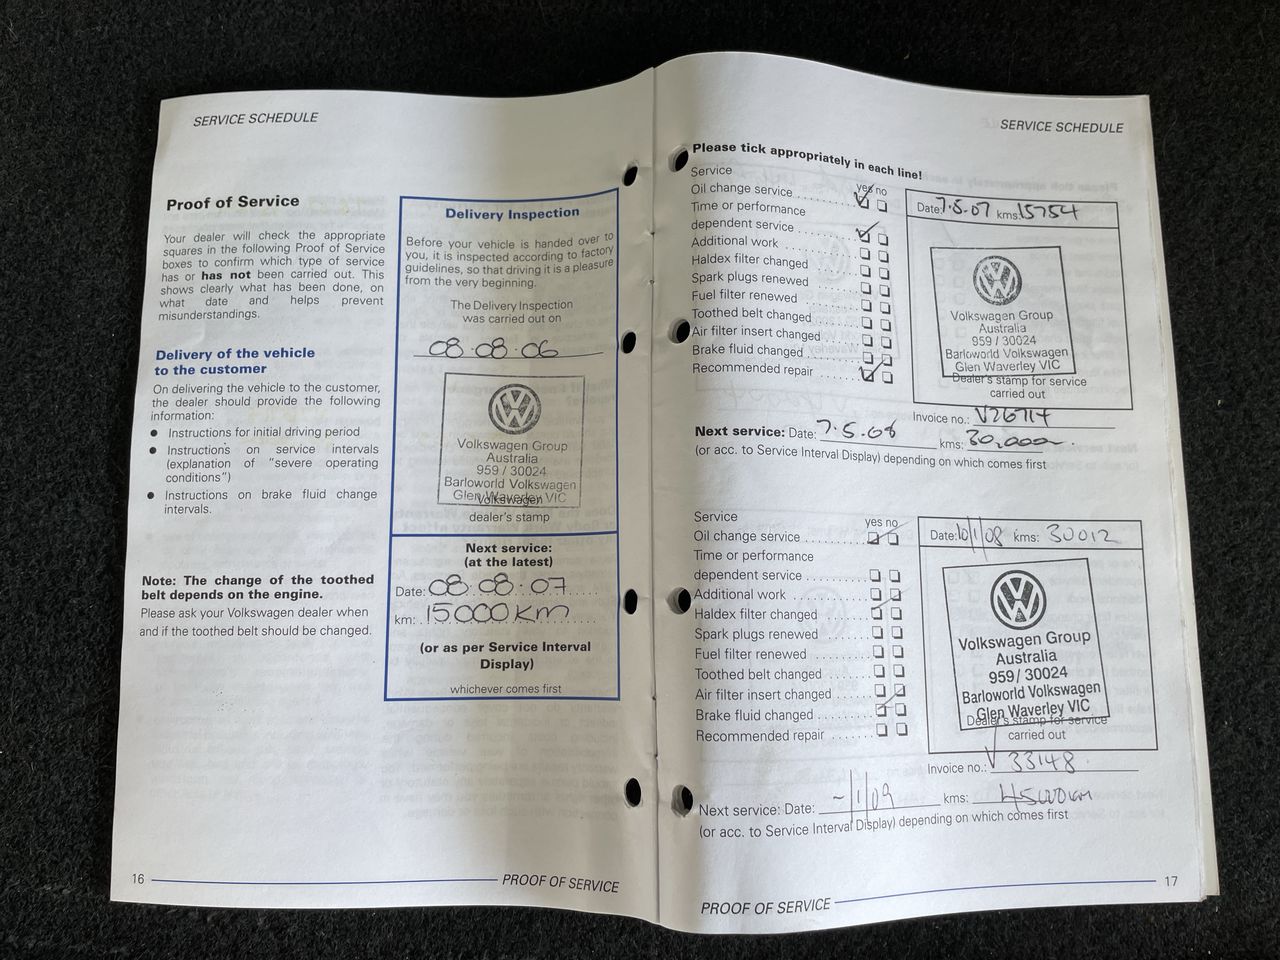 SERVICE SCHEDULE
Proof of Service
Your dealer will check the appropriate
squares in the following Proof of Service
boxes to confirm which type of service
has or has not been carried out. This
shows clearly what has been done, on
what date and helps prevent
misunderstandings.
Delivery of the vehicle
to the customer
On delivering the vehicle to the customer,
the dealer should provide the following
information:
● Instructions for initial driving period
● Instructions on service intervals
(explanation of "severe operating
conditions")
● Instructions on brake fluid change
intervals.
Note: The change of the toothed
belt depends on the engine.
Please ask your Volkswagen dealer when
and if the toothed belt should be changed.
Delivery Inspection
Before your vehicle is handed over to
you, it is inspected according to factory
guidelines, so that driving it is a pleasure
from the very beginning.
The Delivery Inspection
was carried out on
08.08.06
Volkswagen Group
Australia
959 / 30024
Barloworld Volkswagen
Glen Waverley VIC
Volkswagen
dealer's stamp
Next service:
(at the latest)
Date: 08.08.07
km: 15000 km
(or as per Service Interval
Display)
whichever comes first
16
PROOF OF SERVICE
SERVICE SCHEDULE
Please tick appropriately in each line!
Service
yes no
Oil change service
Time or performance
dependent service
Additional work
Haldex filter changed
Spark plugs renewed
Fuel filter renewed
Toothed belt changed
Air filter insert changed
Brake fluid changed
Recommended repair
Date: 7.5.07 kms: 15754
Volkswagen Group
Australia
959 / 30024
Barloworld Volkswagen
Glen Waverley VIC
Dealer's stamp for service
carried out
Invoice no.: V26714
Next service: Date: 7.5.08 kms: 30,000
(or acc. to Service Interval Display) depending on which comes first
Service
yes no
Oil change service
Time or performance
dependent service
Additional work
Haldex filter changed
Spark plugs renewed
Fuel filter renewed
Toothed belt changed
Air filter insert changed
Brake fluid changed
Recommended repair
Date: 10/1/08 kms: 30012
Volkswagen Group
Australia
959 / 30024
Barloworld Volkswagen
Glen Waverley VIC
Dealer's stamp for service
carried out
Invoice no.: V 33148
Next service: Date: -/1/09 kms: 45000km
(or acc. to Service Interval Display) depending on which comes first
PROOF OF SERVICE
17